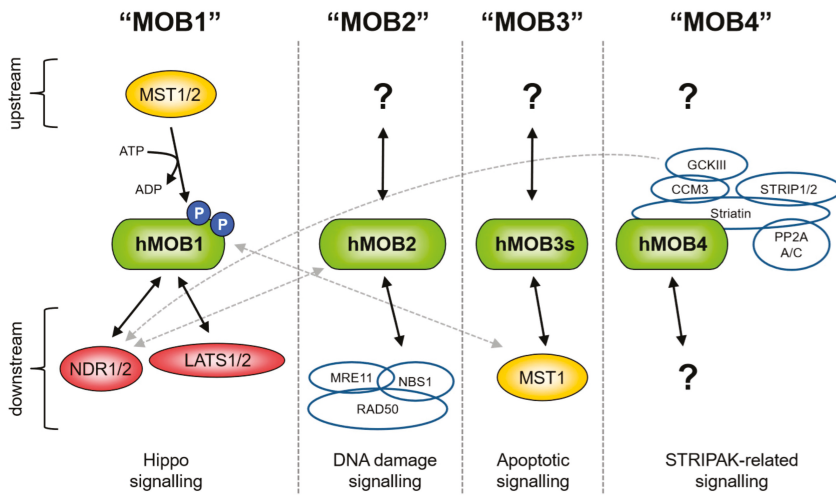 “MOB1”
“MOB2”
“MOB3”
“MOB4”
upstream
MST1/2
?
?
?
ATP
ADP
P
P
GCKIII
CCM3
STRIP1/2
Striatin
PP2A
A/C
hMOB1
hMOB2
hMOB3s
hMOB4
downstream
NDR1/2
LATS1/2
MRE11
NBS1
RAD50
MST1
?
Hippo
signalling
DNA damage
signalling
Apoptotic
signalling
STRIPAK-related
signalling